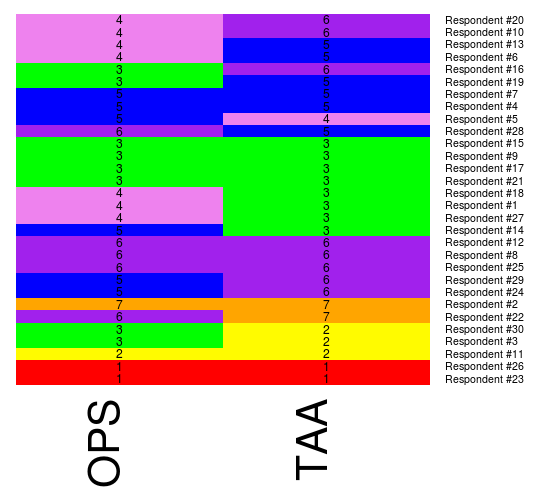 4 6 Respondent #20
4 6 Respondent #10
4 5 Respondent #13
4 5 Respondent #6
3 6 Respondent #16
3 5 Respondent #19
5 5 Respondent #7
5 5 Respondent #4
5 4 Respondent #5
6 5 Respondent #28
3 3 Respondent #15
3 3 Respondent #9
3 3 Respondent #17
3 3 Respondent #21
4 3 Respondent #18
4 3 Respondent #1
4 3 Respondent #27
5 3 Respondent #14
6 6 Respondent #12
6 6 Respondent #8
6 6 Respondent #25
5 6 Respondent #29
5 6 Respondent #24
7 7 Respondent #2
6 7 Respondent #22
3 2 Respondent #30
3 2 Respondent #3
2 2 Respondent #11
1 1 Respondent #26
1 1 Respondent #23
OPS TAA